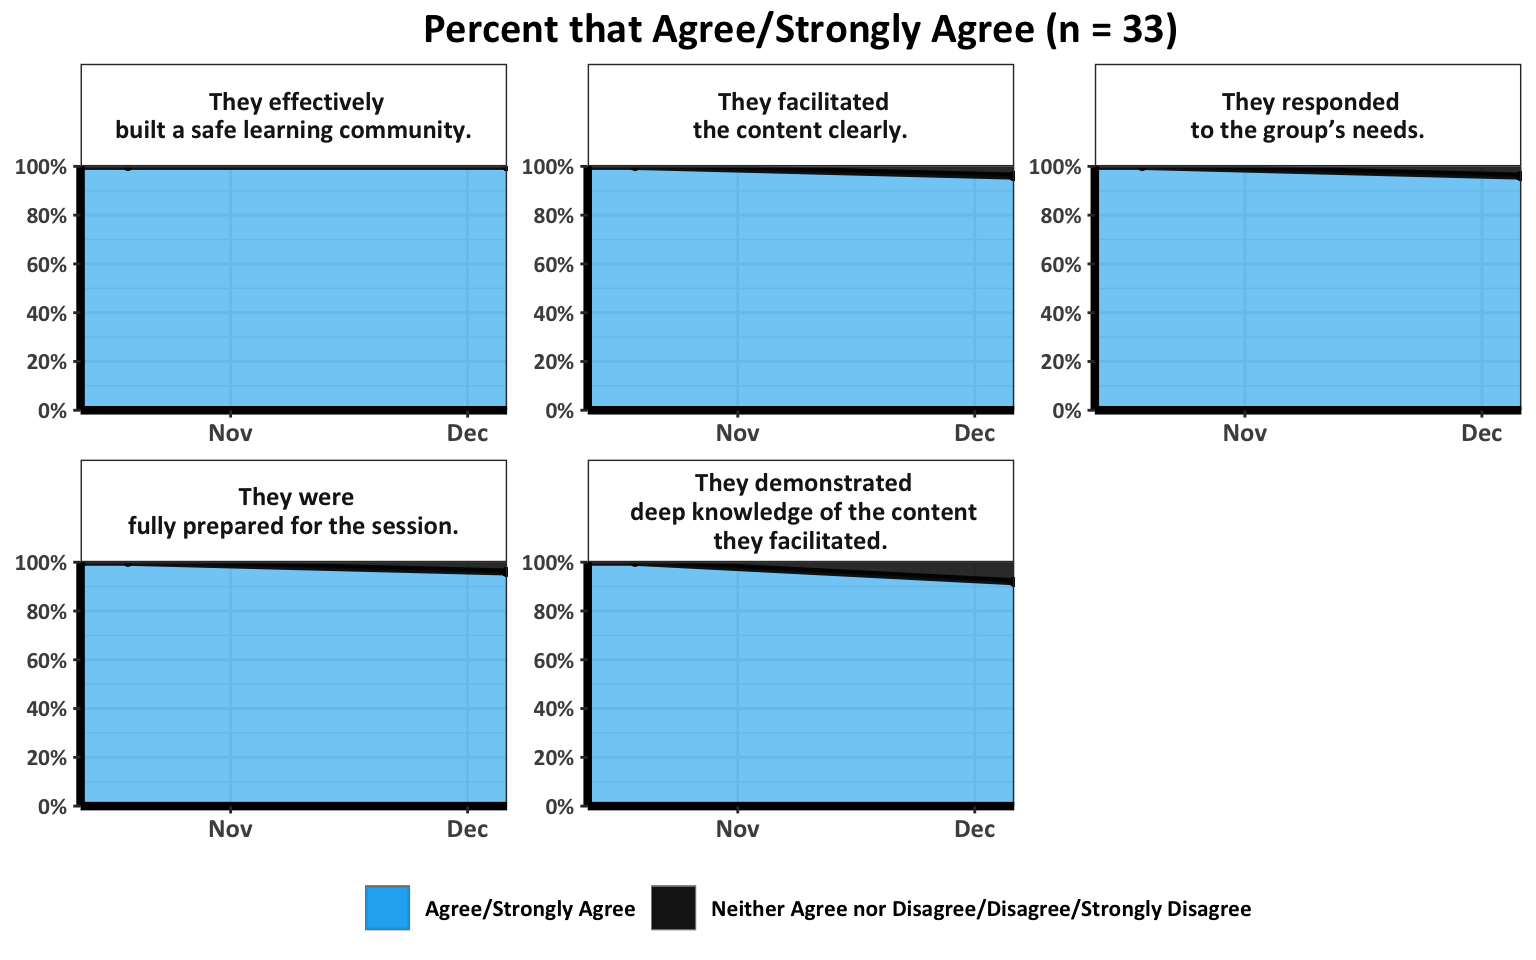 Percent that Agree/Strongly Agree (n = 33)
They effectively
built a safe learning community.
They facilitated
the content clearly.
They responded
to the group’s needs.
100%
80%
60%
40%
20%
0%
Nov Dec
100%
80%
60%
40%
20%
0%
Nov Dec
100%
80%
60%
40%
20%
0%
Nov Dec
They were
fully prepared for the session.
They demonstrated
deep knowledge of the content
they facilitated.
100%
80%
60%
40%
20%
0%
Nov Dec
100%
80%
60%
40%
20%
0%
Nov Dec
Agree/Strongly Agree
Neither Agree nor Disagree/Disagree/Strongly Disagree